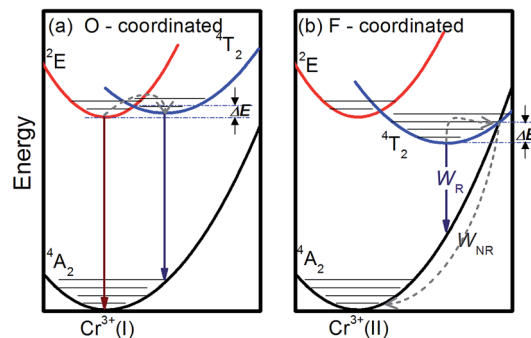 (a) O - coordinated
⁴T₂
²E
ΔE
⁴A₂
Cr³⁺(I)
Energy
(b) F - coordinated
²E
⁴T₂
ΔE
W_R
W_NR
⁴A₂
Cr³⁺(II)